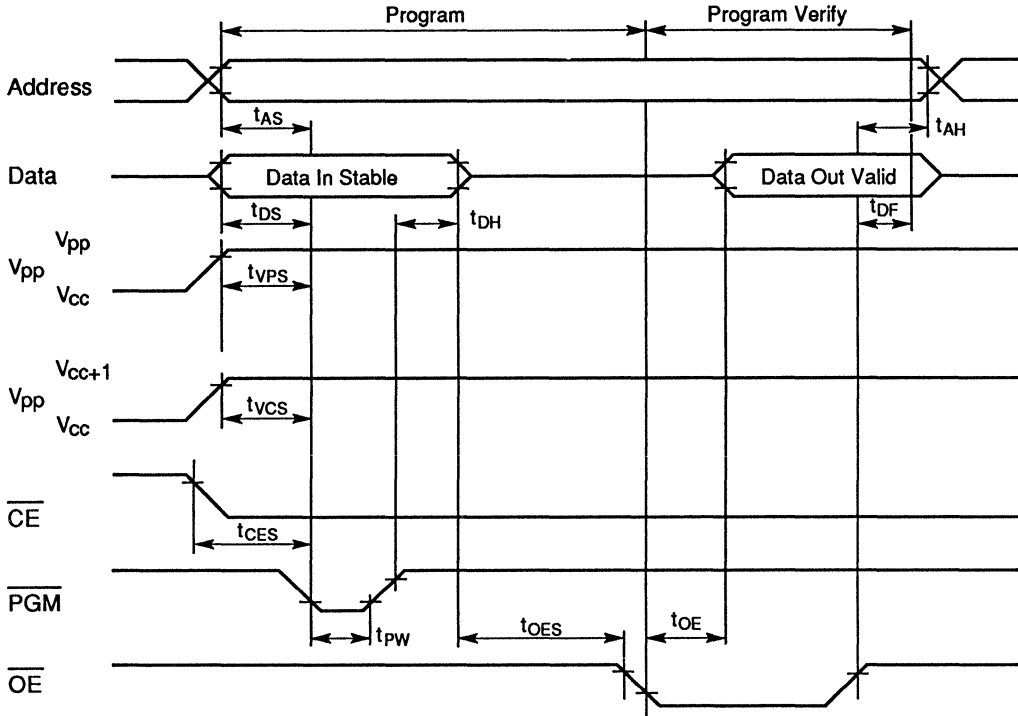 Program Program Verify
Address
tAS
tAH
Data
Data In Stable Data Out Valid
tDS tDH tDF
Vpp
Vpp
Vcc
tVPS
Vcc+1
Vpp
Vcc
tVCS
CE
tCES
PGM
tPW tOES tOE
OE